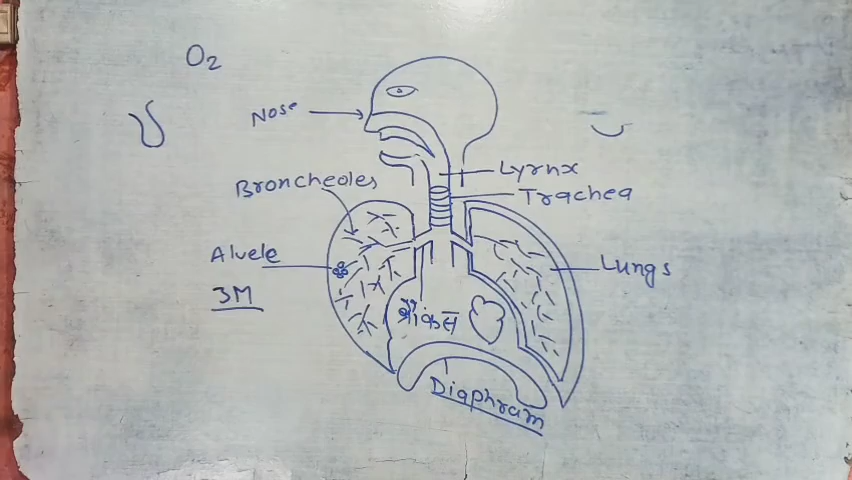 O2
Nose
Lyrnx
Broncheoles
Trachea
Alvele
Lungs
3M
Diaphram